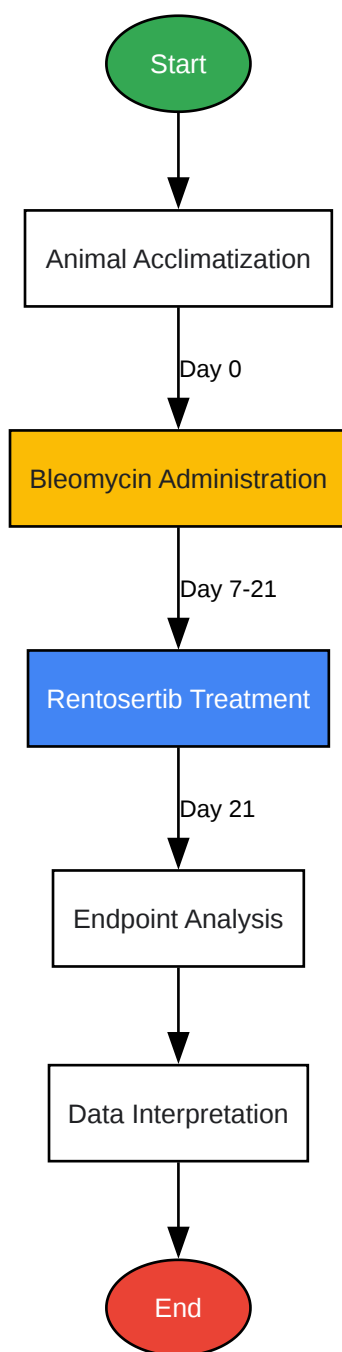 Start
Animal Acclimatization
Day 0
Bleomycin Administration
Day 7-21
Rentosertib Treatment
Day 21
Endpoint Analysis
Data Interpretation
End